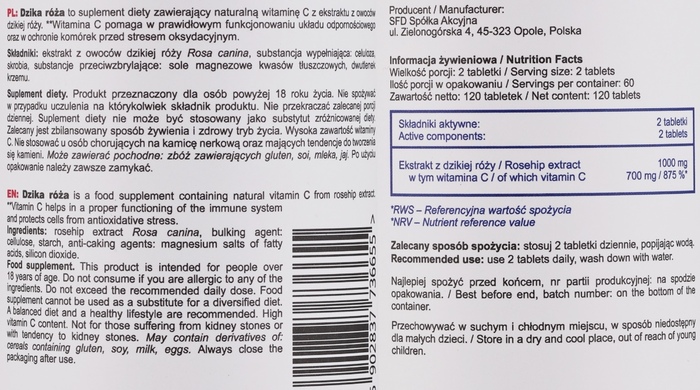 PL: Dzika róża to suplement diety zawierający naturalną witaminę C z ekstraktu z owoców
dzikiej róży. **Witamina C pomaga w prawidłowym funkcjonowaniu układu odpornościowego
oraz w ochronie komórek przed stresem oksydacyjnym.
Składniki: ekstrakt z owoców dzikiej róży Rosa canina, substancja wypełniająca: celuloza,
skrobia, substancje przeciwzbrylające: sole magnezowe kwasów tłuszczowych, dwutlenek
krzemu.
Suplement diety. Produkt przeznaczony dla osób powyżej 18 roku życia. Nie spożywać
w przypadku uczulenia na którykolwiek składnik produktu. Nie przekraczać zalecanej porcji
dziennej. Suplement diety nie może być stosowany jako substytut zróżnicowanej diety.
Zalecany jest zbilansowany sposób żywienia i zdrowy tryb życia. Wysoka zawartość witaminy
C. Nie stosować u osób chorujących na kamicę nerkową oraz mających tendencje do tworzenia
się kamieni. Może zawierać pochodne: zbóż zawierających gluten, soi, mleka, jaj. Po użyciu
opakowanie należy zawsze zamykać.
EN: Dzika róża is a food supplement containing natural vitamin C from rosehip extract.
**Vitamin C helps in a proper functioning of the immune system
and protects cells from antioxidative stress.
Ingredients: rosehip extract Rosa canina, bulking agent:
cellulose, starch, anti-caking agents: magnesium salts of fatty
acids, silicon dioxide.
Food supplement. This product is intended for people over
18 years of age. Do not consume if you are allergic to any of the
ingredients. Do not exceed the recommended daily dose. Food
supplement cannot be used as a substitute for a diversified diet.
A balanced diet and a healthy lifestyle are recommended. High
vitamin C content. Not for those suffering from kidney stones or
with tendency to kidney stones. May contain derivatives of:
cereals containing gluten, soy, milk, eggs. Always close the
packaging after use.
5 902837 736655 >
Producent / Manufacturer:
SFD Spółka Akcyjna
ul. Zielonogórska 4, 45-323 Opole, Polska
Informacja żywieniowa / Nutrition Facts
Wielkość porcji: 2 tabletki / Serving size: 2 tablets
Ilość porcji w opakowaniu / Servings per container: 60
Zawartość netto: 120 tabletek / Net content: 120 tablets
Składniki aktywne: 2 tabletki
Active components: 2 tablets
Ekstrakt z dzikiej róży / Rosehip extract 1000 mg
w tym witamina C / of which vitamin C 700 mg / 875 %*
*RWS – Referencyjna wartość spożycia
*NRV – Nutrient reference value
Zalecany sposób spożycia: stosuj 2 tabletki dziennie, popijając wodą.
Recommended use: use 2 tablets daily, wash down with water.
Najlepiej spożyć przed końcem, nr partii produkcyjnej: na spodzie
opakowania. / Best before end, batch number: on the bottom of the
container.
Przechowywać w suchym i chłodnym miejscu, w sposób niedostępny
dla małych dzieci. / Store in a dry and cool place, out of reach of young
children.